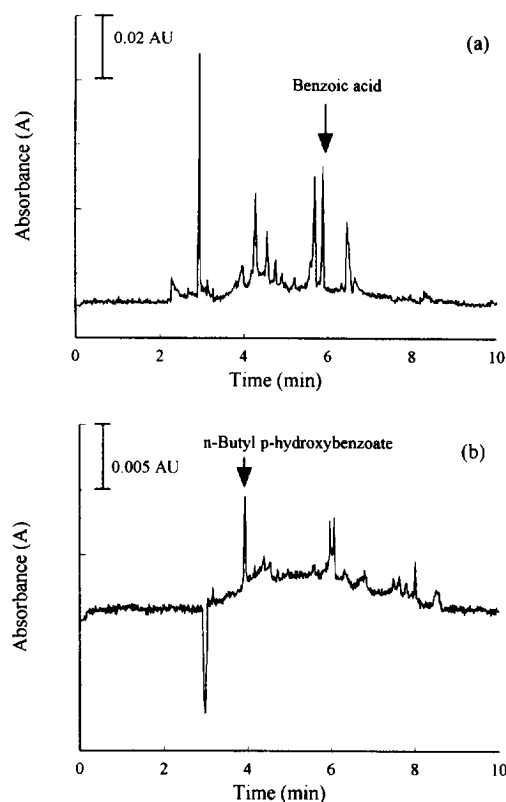 0.02 AU
(a)
Benzoic acid
Absorbance (A)
0 2 4 6 8 10
Time (min)
(b)
n-Butyl p-hydroxybenzoate
0.005 AU
Absorbance (A)
0 2 4 6 8 10
Time (min)